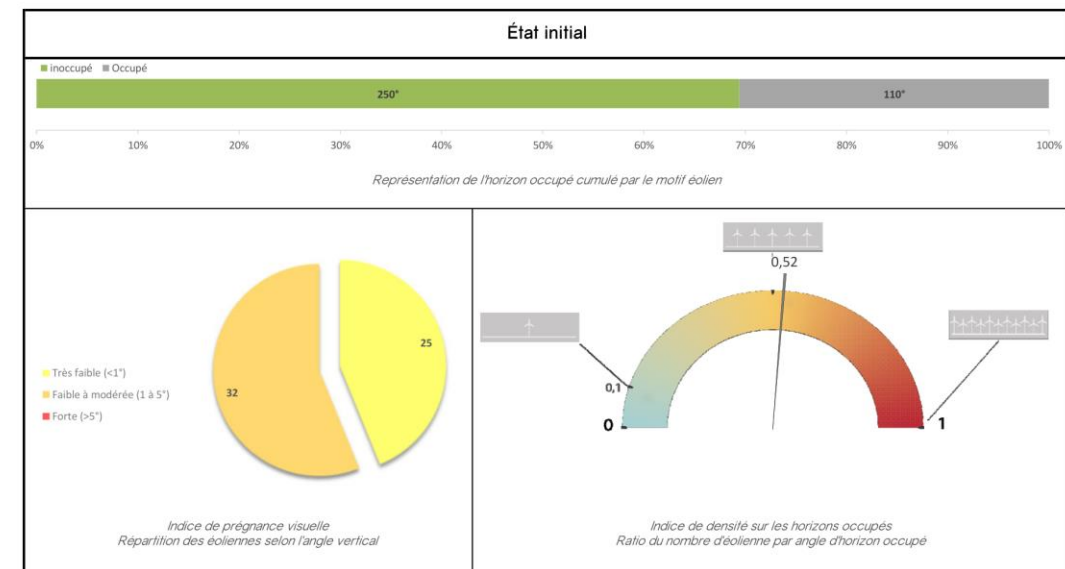 État initial
inoccupé Occupé
250° 110°
0% 10% 20% 30% 40% 50% 60% 70% 80% 90% 100%
Représentation de l'horizon occupé cumulé par le motif éolien
Très faible (<1°)
Faible à modérée (1 à 5°)
Forte (>5°)
25
32
Indice de prégnance visuelle
Répartition des éoliennes selon l'angle vertical
0,52
0,1
0 1
Indice de densité sur les horizons occupés
Ratio du nombre d'éolienne par angle d'horizon occupé